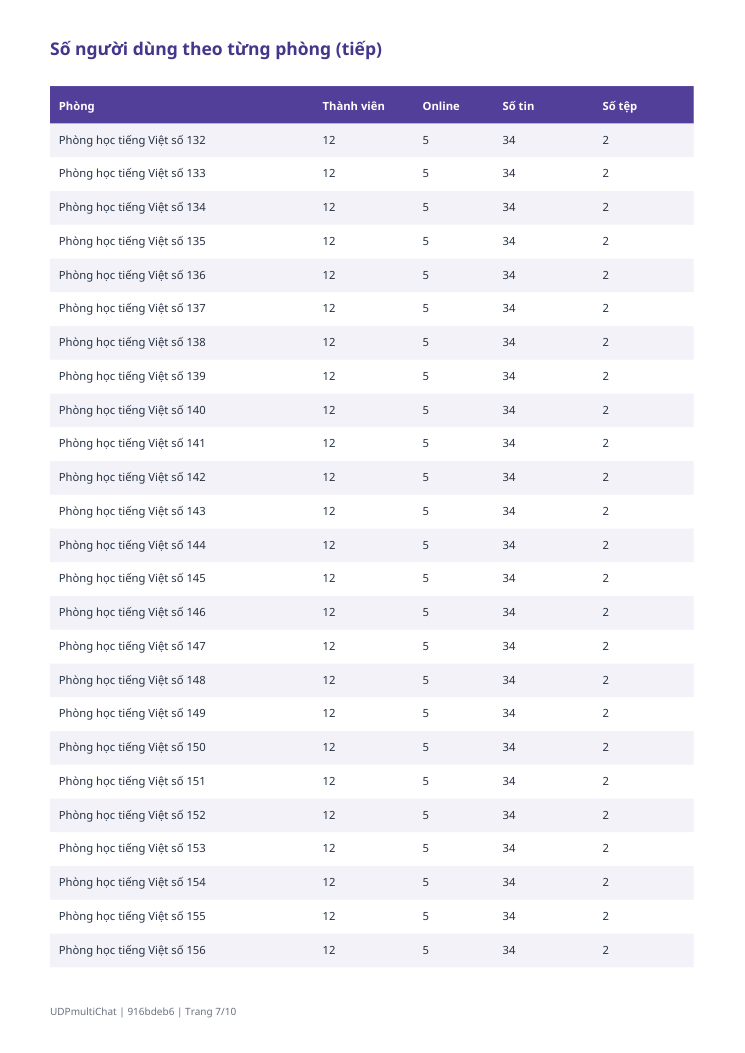 Số người dùng theo từng phòng (tiếp)
Phòng Thành viên Online Số tin Số tệp
Phòng học tiếng Việt số 132 12 5 34 2
Phòng học tiếng Việt số 133 12 5 34 2
Phòng học tiếng Việt số 134 12 5 34 2
Phòng học tiếng Việt số 135 12 5 34 2
Phòng học tiếng Việt số 136 12 5 34 2
Phòng học tiếng Việt số 137 12 5 34 2
Phòng học tiếng Việt số 138 12 5 34 2
Phòng học tiếng Việt số 139 12 5 34 2
Phòng học tiếng Việt số 140 12 5 34 2
Phòng học tiếng Việt số 141 12 5 34 2
Phòng học tiếng Việt số 142 12 5 34 2
Phòng học tiếng Việt số 143 12 5 34 2
Phòng học tiếng Việt số 144 12 5 34 2
Phòng học tiếng Việt số 145 12 5 34 2
Phòng học tiếng Việt số 146 12 5 34 2
Phòng học tiếng Việt số 147 12 5 34 2
Phòng học tiếng Việt số 148 12 5 34 2
Phòng học tiếng Việt số 149 12 5 34 2
Phòng học tiếng Việt số 150 12 5 34 2
Phòng học tiếng Việt số 151 12 5 34 2
Phòng học tiếng Việt số 152 12 5 34 2
Phòng học tiếng Việt số 153 12 5 34 2
Phòng học tiếng Việt số 154 12 5 34 2
Phòng học tiếng Việt số 155 12 5 34 2
Phòng học tiếng Việt số 156 12 5 34 2
UDPmultiChat | 916bdeb6 | Trang 7/10